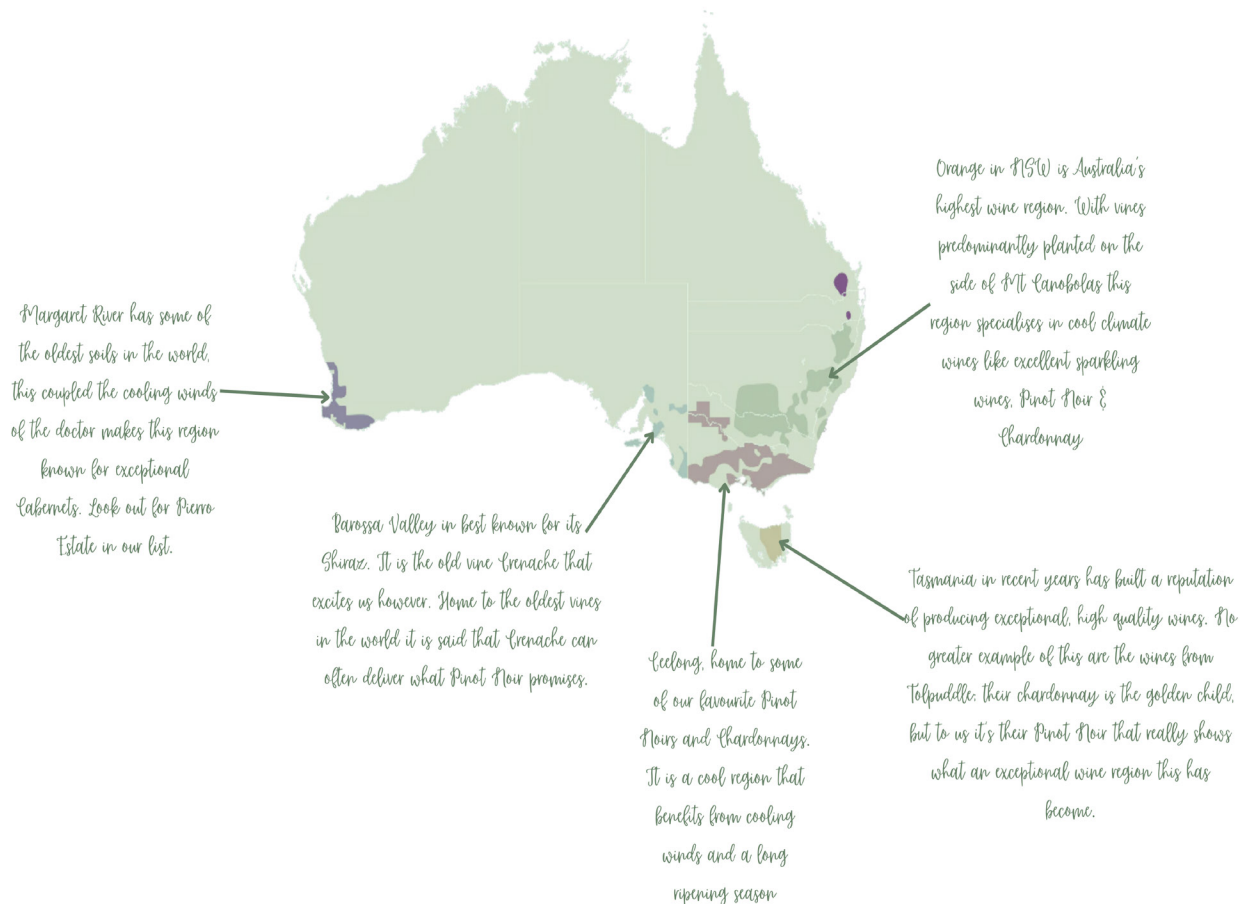 Orange in NSW is Australia's
highest wine region. With vines
predominantly planted on the
side of Mt Canobolas this
region specialises in cool climate
wines like excellent sparkling
wines, Pinot Noir &
Chardonnay
Margaret River has some of
the oldest soils in the world,
this coupled the cooling winds
of the doctor makes this region
known for exceptional
Cabernets. Look out for Pierro
Estate in our list.
Barossa Valley in best known for its
Shiraz. It is the old vine Grenache that
excites us however. Home to the oldest vines
in the world it is said that Grenache can
often deliver what Pinot Noir promises.
Geelong, home to some
of our favourite Pinot
Noirs and Chardonnays.
It is a cool region that
benefits from cooling
winds and a long
ripening season
Tasmania in recent years has built a reputation
of producing exceptional, high quality wines. No
greater example of this are the wines from
Tolpuddle; their chardonnay is the golden child,
but to us it's their Pinot Noir that really shows
what an exceptional wine region this has
become.